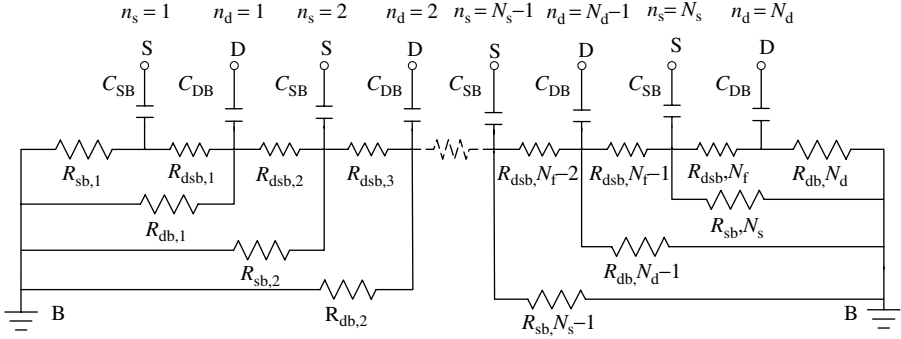 n_s = 1 n_d = 1 n_s = 2 n_d = 2 n_s = N_s−1 n_d = N_d−1 n_s = N_s n_d = N_d
S D S D S D S D
C_SB C_DB C_SB C_DB C_SB C_DB C_SB C_DB
R_sb,1 R_dsb,1 R_dsb,2 R_dsb,3 R_dsb,N_f−2 R_dsb,N_f−1 R_dsb,N_f R_db,N_d
R_db,1 R_sb,N_s
R_sb,2 R_db,N_d−1
R_db,2 R_sb,N_s−1
B B